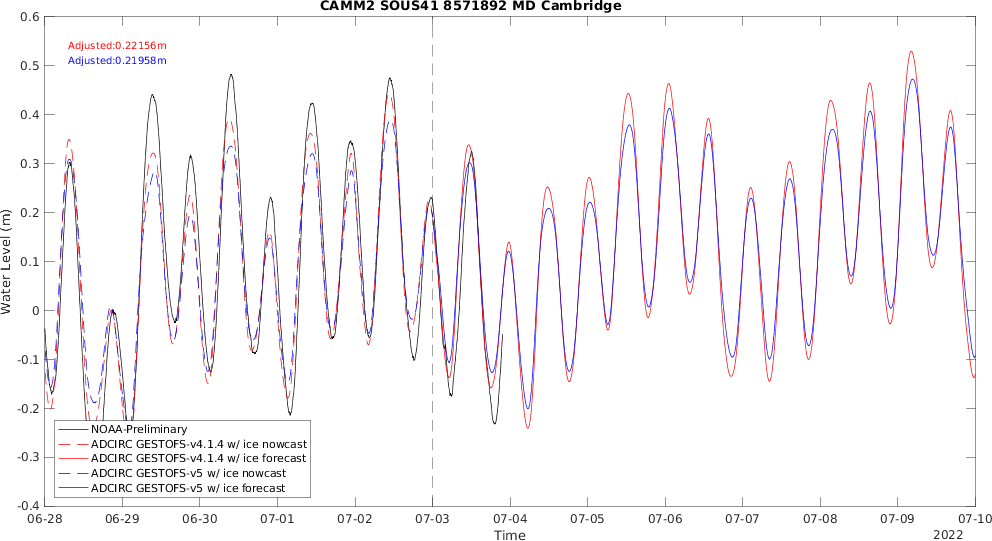 CAMM2 SOUS41 8571892 MD Cambridge
0.6
Adjusted:0.22156m
Adjusted:0.21958m
0.5
0.4
0.3
0.2
0.1
0
-0.1
-0.2
-0.3
-0.4
Water Level (m)
NOAA-Preliminary
ADCIRC GESTOFS-v4.1.4 w/ ice nowcast
ADCIRC GESTOFS-v4.1.4 w/ ice forecast
ADCIRC GESTOFS-v5 w/ ice nowcast
ADCIRC GESTOFS-v5 w/ ice forecast
06-28 06-29 06-30 07-01 07-02 07-03 07-04 07-05 07-06 07-07 07-08 07-09 07-10
Time
2022